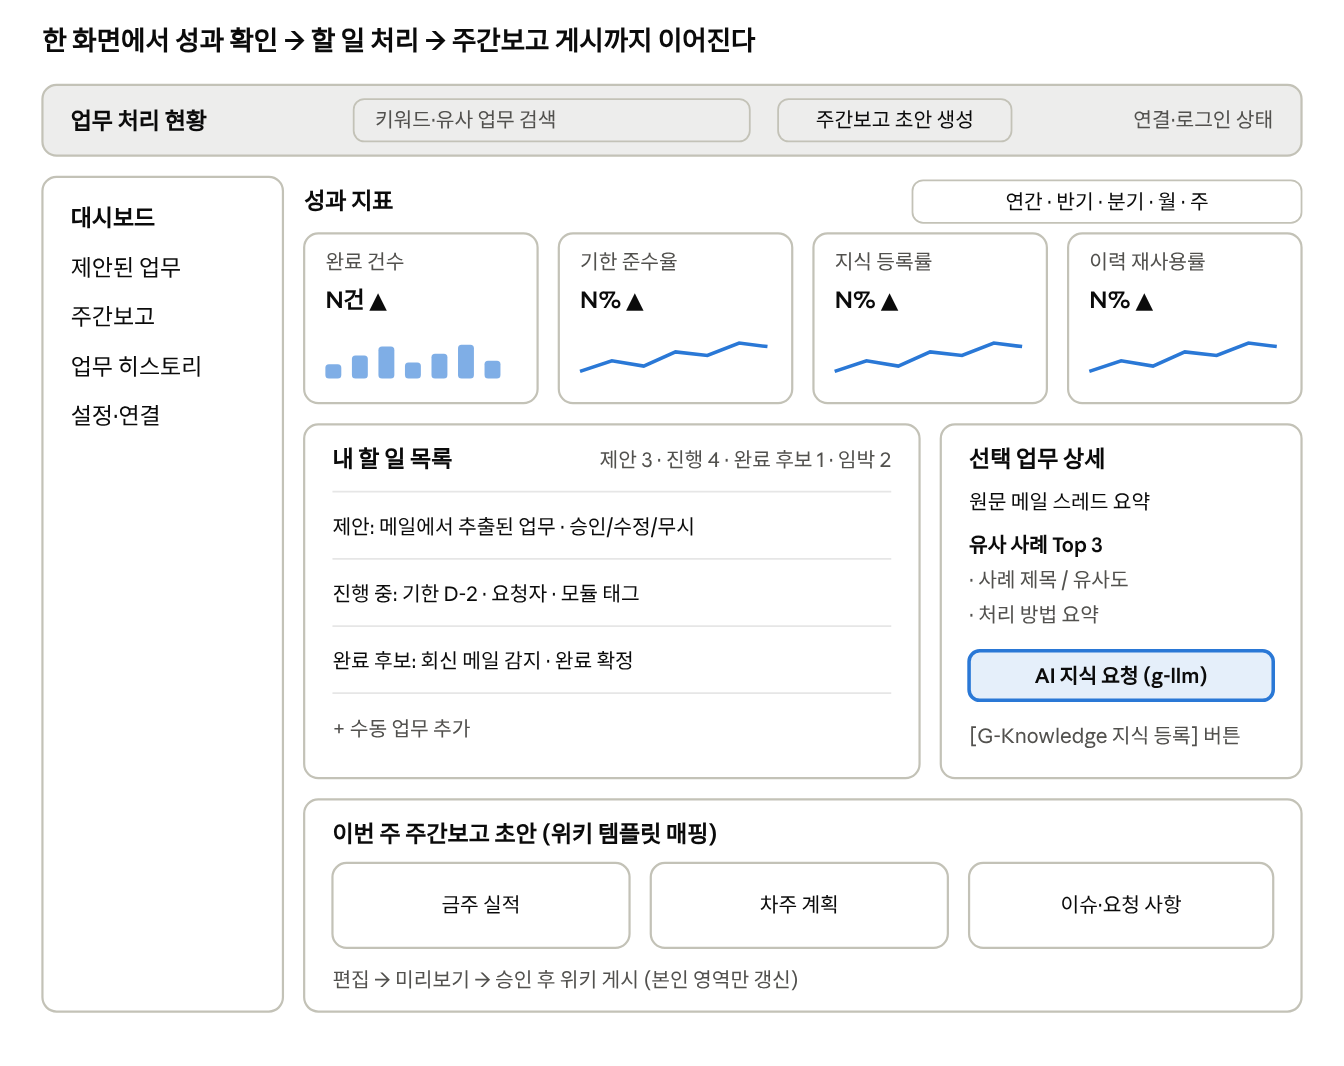 한 화면에서 성과 확인 → 할 일 처리 → 주간보고 게시까지 이어진다
업무 처리 현황
키워드·유사 업무 검색
주간보고 초안 생성
연결·로그인 상태
대시보드
제안된 업무
주간보고
업무 히스토리
설정·연결
성과 지표
연간 · 반기 · 분기 · 월 · 주
완료 건수
N건 ▲
기한 준수율
N% ▲
지식 등록률
N% ▲
이력 재사용률
N% ▲
내 할 일 목록
제안 3 · 진행 4 · 완료 후보 1 · 임박 2
제안: 메일에서 추출된 업무 · 승인/수정/무시
진행 중: 기한 D-2 · 요청자 · 모듈 태그
완료 후보: 회신 메일 감지 · 완료 확정
+ 수동 업무 추가
선택 업무 상세
원문 메일 스레드 요약
유사 사례 Top 3
· 사례 제목 / 유사도
· 처리 방법 요약
AI 지식 요청 (g-llm)
[G-Knowledge 지식 등록] 버튼
이번 주 주간보고 초안 (위키 템플릿 매핑)
금주 실적
차주 계획
이슈·요청 사항
편집 → 미리보기 → 승인 후 위키 게시 (본인 영역만 갱신)